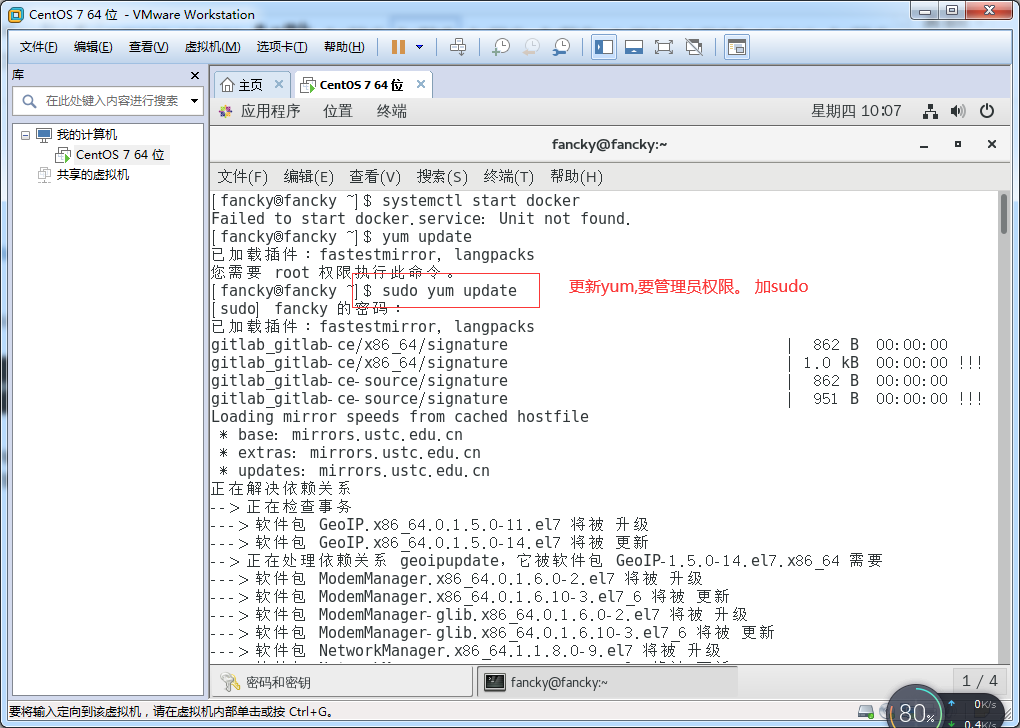 CentOS 7 64 位 - VMware Workstation
文件(F) 编辑(E) 查看(V) 虚拟机(M) 选项卡(T) 帮助(H)
库
在此处键入内容进行搜索
我的计算机
CentOS 7 64 位
共享的虚拟机
主页 CentOS 7 64 位
应用程序 位置 终端 星期四 10:07
fancky@fancky:~
文件(F) 编辑(E) 查看(V) 搜索(S) 终端(T) 帮助(H)
[fancky@fancky ~]$ systemctl start docker
Failed to start docker.service: Unit not found.
[fancky@fancky ~]$ yum update
已加载插件：fastestmirror, langpacks
您需要 root 权限执行此命令。
[fancky@fancky ~]$ sudo yum update
更新yum,要管理员权限。 加sudo
[sudo] fancky 的密码：
已加载插件：fastestmirror, langpacks
gitlab_gitlab-ce/x86_64/signature | 862 B 00:00:00
gitlab_gitlab-ce/x86_64/signature | 1.0 kB 00:00:00 !!!
gitlab_gitlab-ce-source/signature | 862 B 00:00:00
gitlab_gitlab-ce-source/signature | 951 B 00:00:00 !!!
Loading mirror speeds from cached hostfile
* base: mirrors.ustc.edu.cn
* extras: mirrors.ustc.edu.cn
* updates: mirrors.ustc.edu.cn
正在解决依赖关系
--> 正在检查事务
---> 软件包 GeoIP.x86_64.0.1.5.0-11.el7 将被 升级
---> 软件包 GeoIP.x86_64.0.1.5.0-14.el7 将被 更新
--> 正在处理依赖关系 geoipupdate，它被软件包 GeoIP-1.5.0-14.el7.x86_64 需要
---> 软件包 ModemManager.x86_64.0.1.6.0-2.el7 将被 升级
---> 软件包 ModemManager.x86_64.0.1.6.10-3.el7_6 将被 更新
---> 软件包 ModemManager-glib.x86_64.0.1.6.0-2.el7 将被 升级
---> 软件包 ModemManager-glib.x86_64.0.1.6.10-3.el7_6 将被 更新
---> 软件包 NetworkManager.x86_64.1.1.8.0-9.el7 将被 升级
密码和密钥 fancky@fancky:~ 1 / 4
要将输入定向到该虚拟机，请在虚拟机内部单击或按 Ctrl+G。
80% 0K/s
0.4K/s